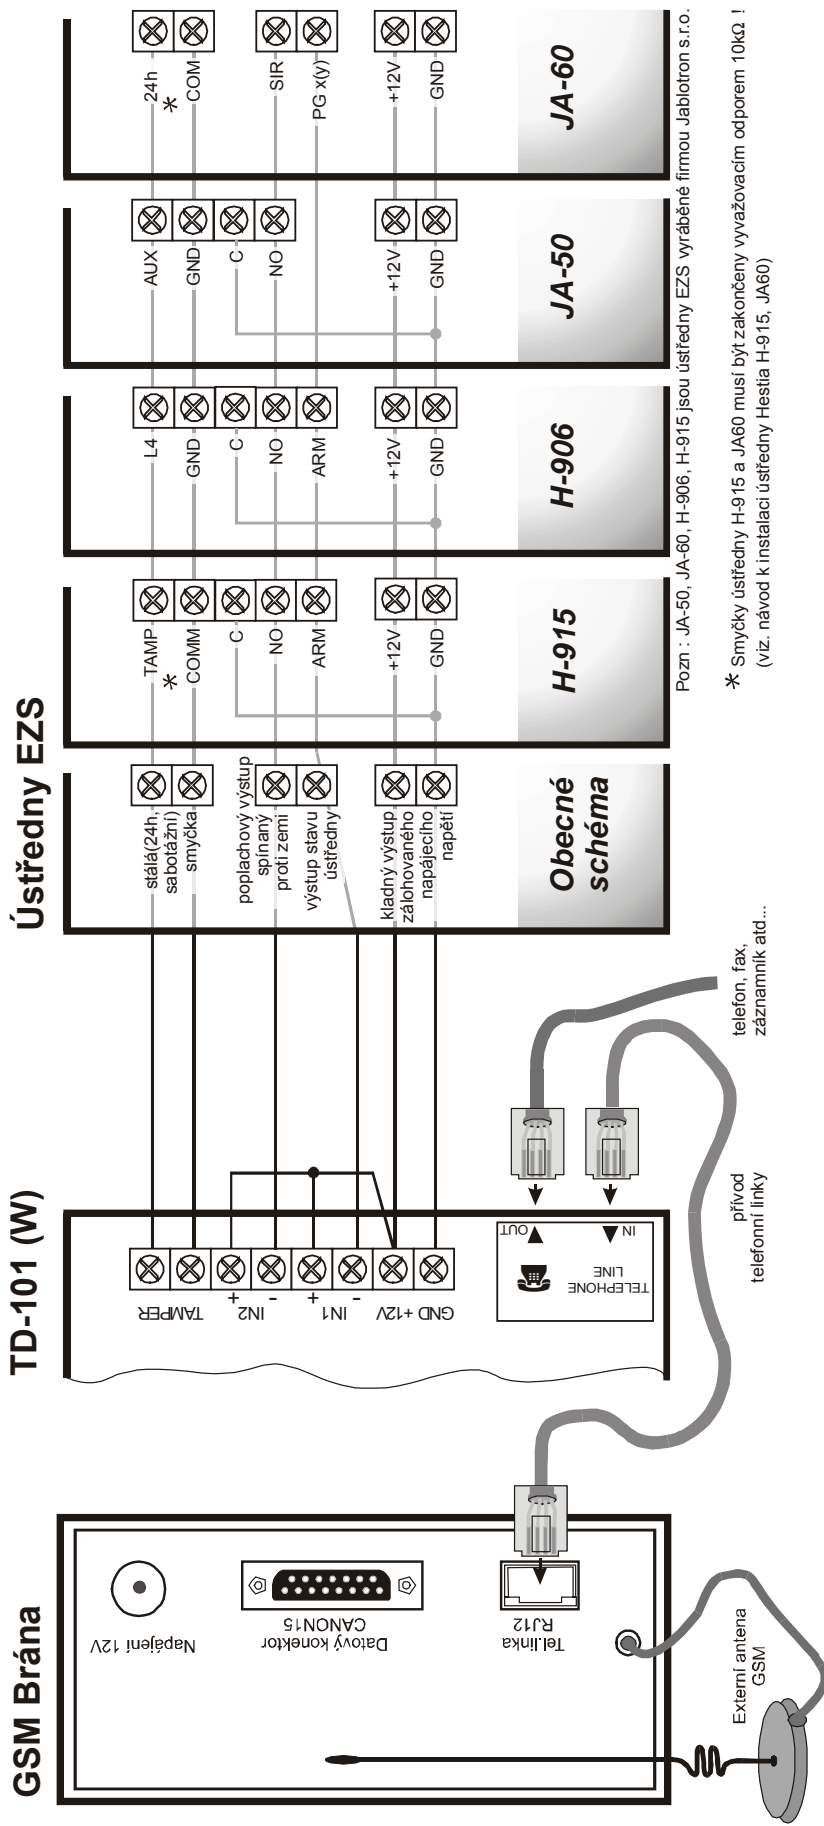 GSM Brána
Napájení 12V
Datový konektor
CANON15
Tel.linka
RJ12
Externí antena
GSM
TD-101 (W)
TAMPER
+
IN2
-
+
IN1
-
GND +12V
TELEPHONE
LINE
OUT
IN
přívod
telefonní linky
telefon, fax,
záznamník atd...
Ústředny EZS
stálá(24h,
sabotážní)
smyčka
poplachový výstup
spínaný
proti zemi
výstup stavu
ústředny
kladný výstup
zálohovaného
napájecího
napětí
Obecné
schéma
TAMP
*
COMM
C
NO
ARM
+12V
GND
H-915
L4
GND
C
NO
ARM
+12V
GND
H-906
AUX
GND
C
NO
+12V
GND
JA-50
24h
*
COM
SIR
PG x(y)
+12V
GND
JA-60
Pozn : JA-50, JA-60, H-906, H-915 jsou ústředny EZS vyráběné firmou Jablotron s.r.o.
* Smyčky ústředny H-915 a JA60 musí být zakončeny vyvažovacím odporem 10kΩ !
(viz. návod k instalaci ústředny Hestia H-915, JA60)